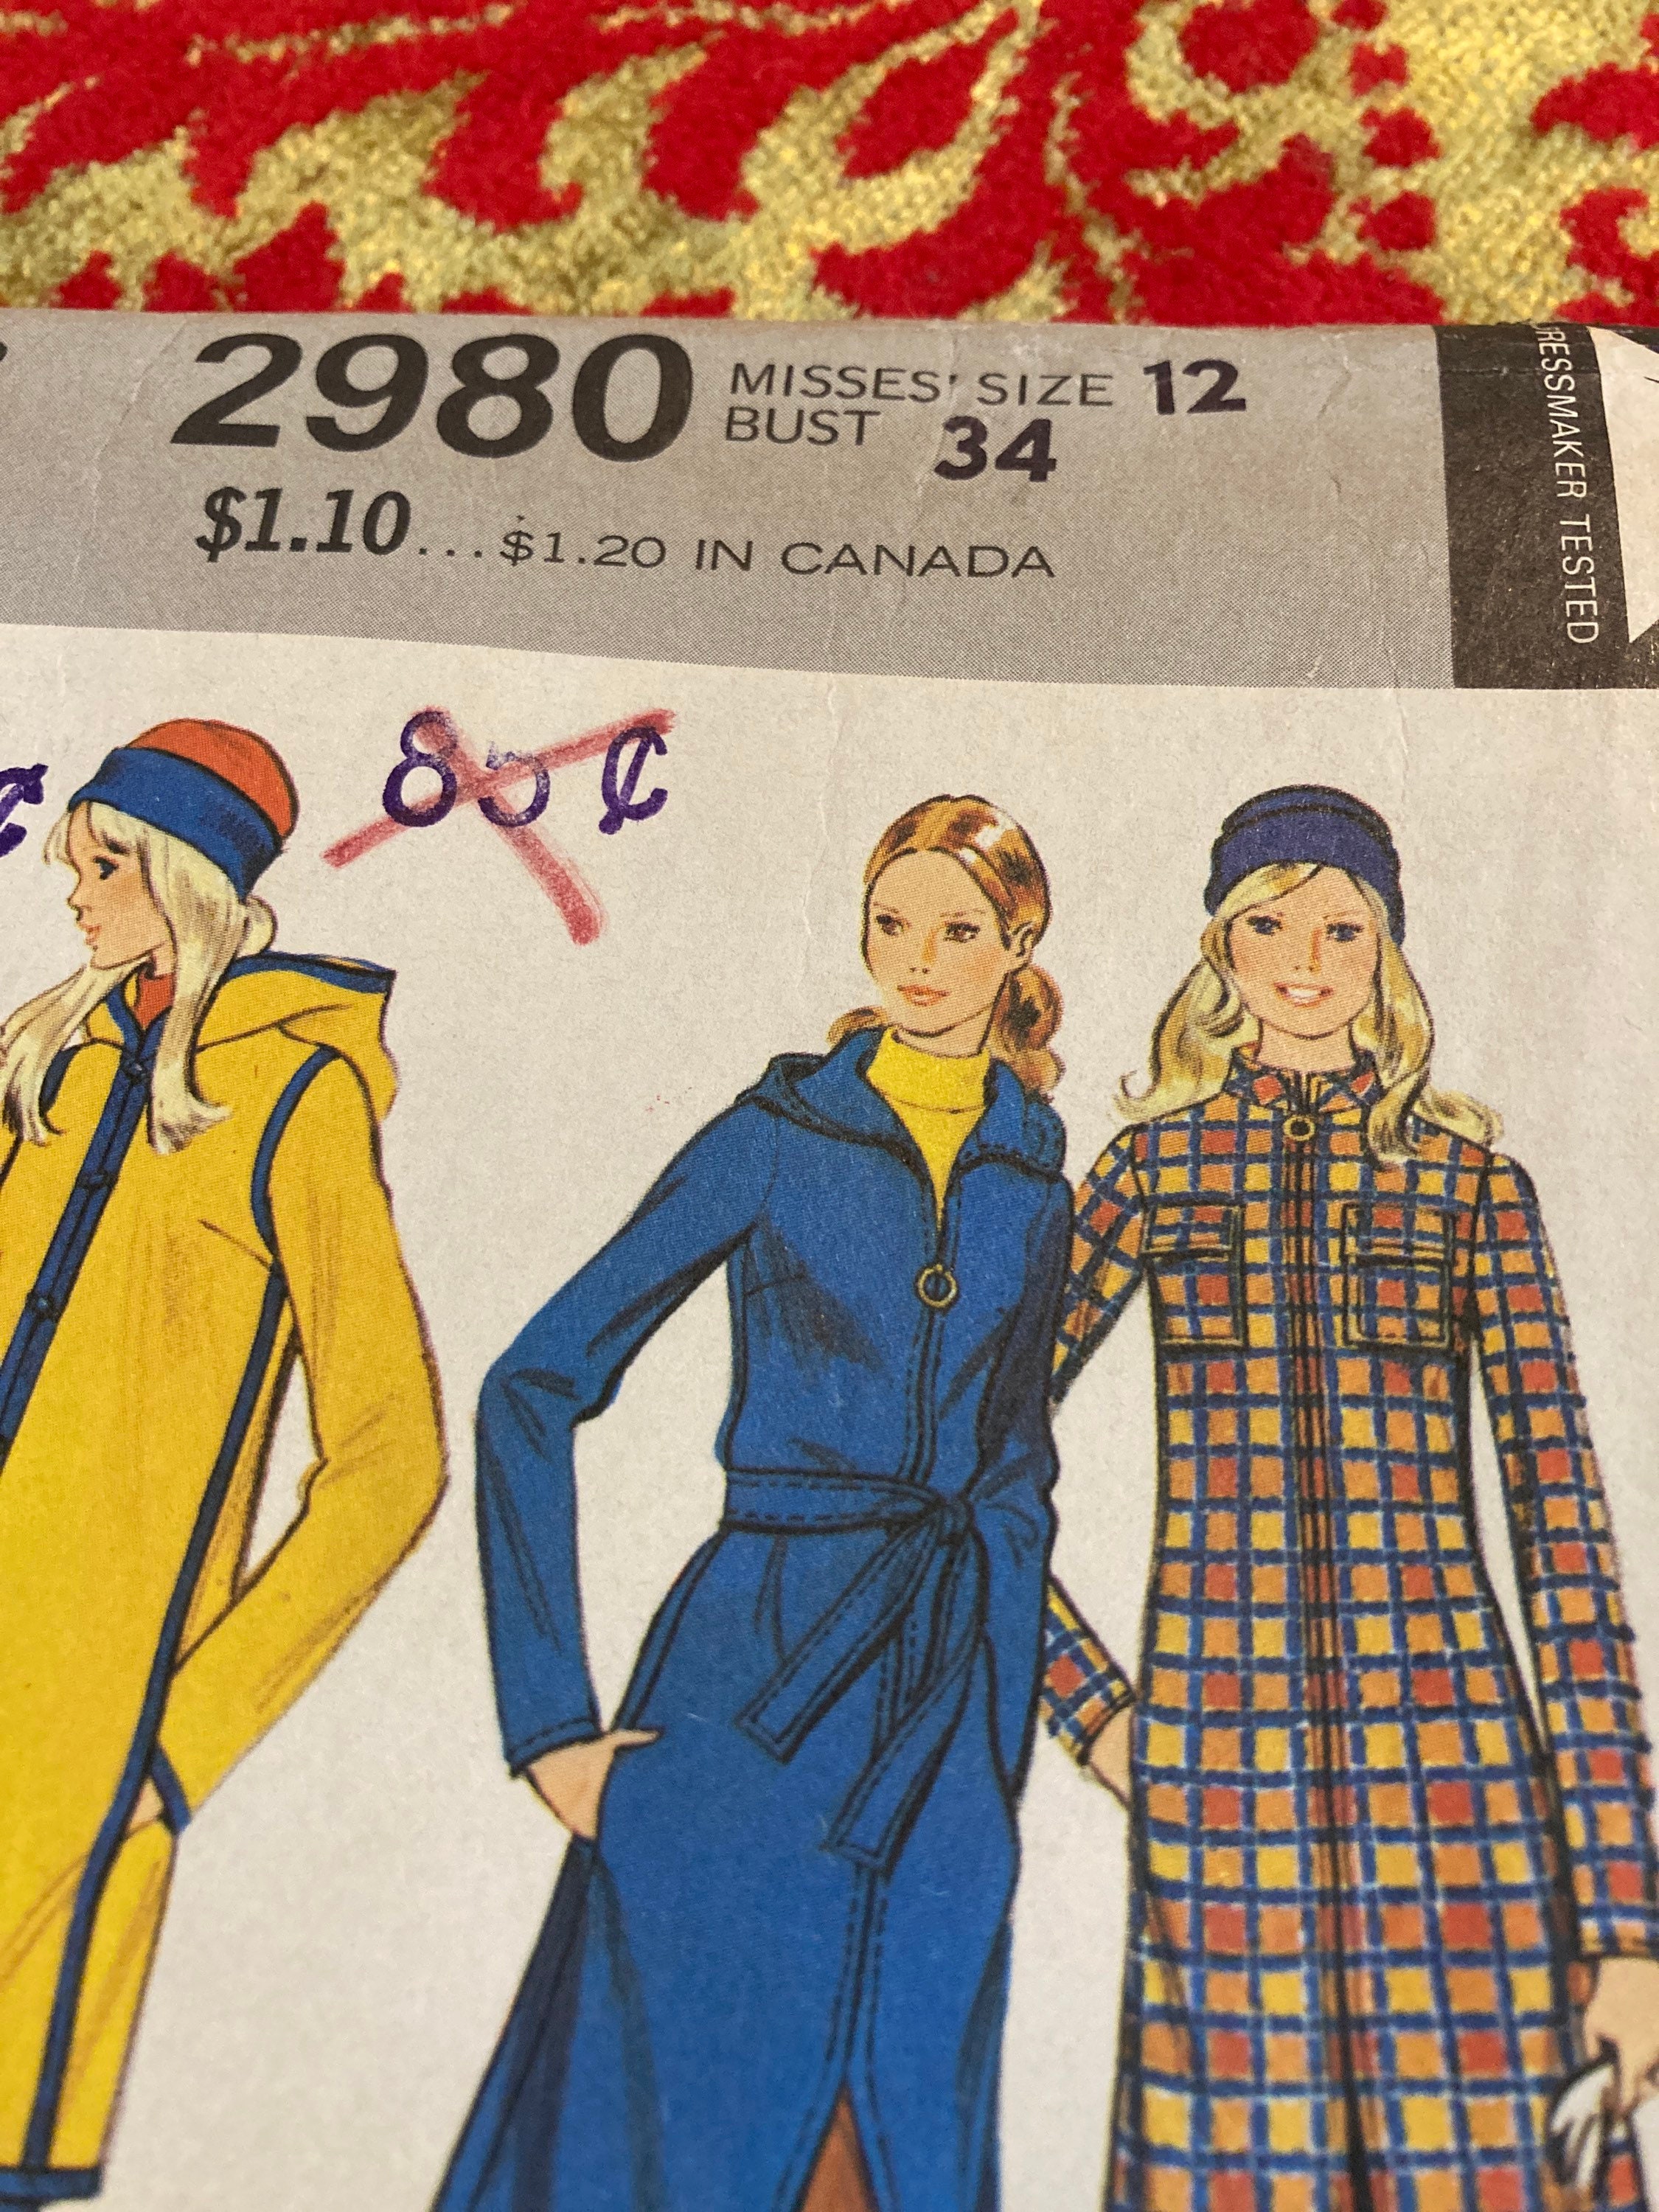 2980 MISSES' SIZE 12
BUST 34
$1.10...$1.20 IN CANADA
DRESSMAKER TESTED
85¢
¢